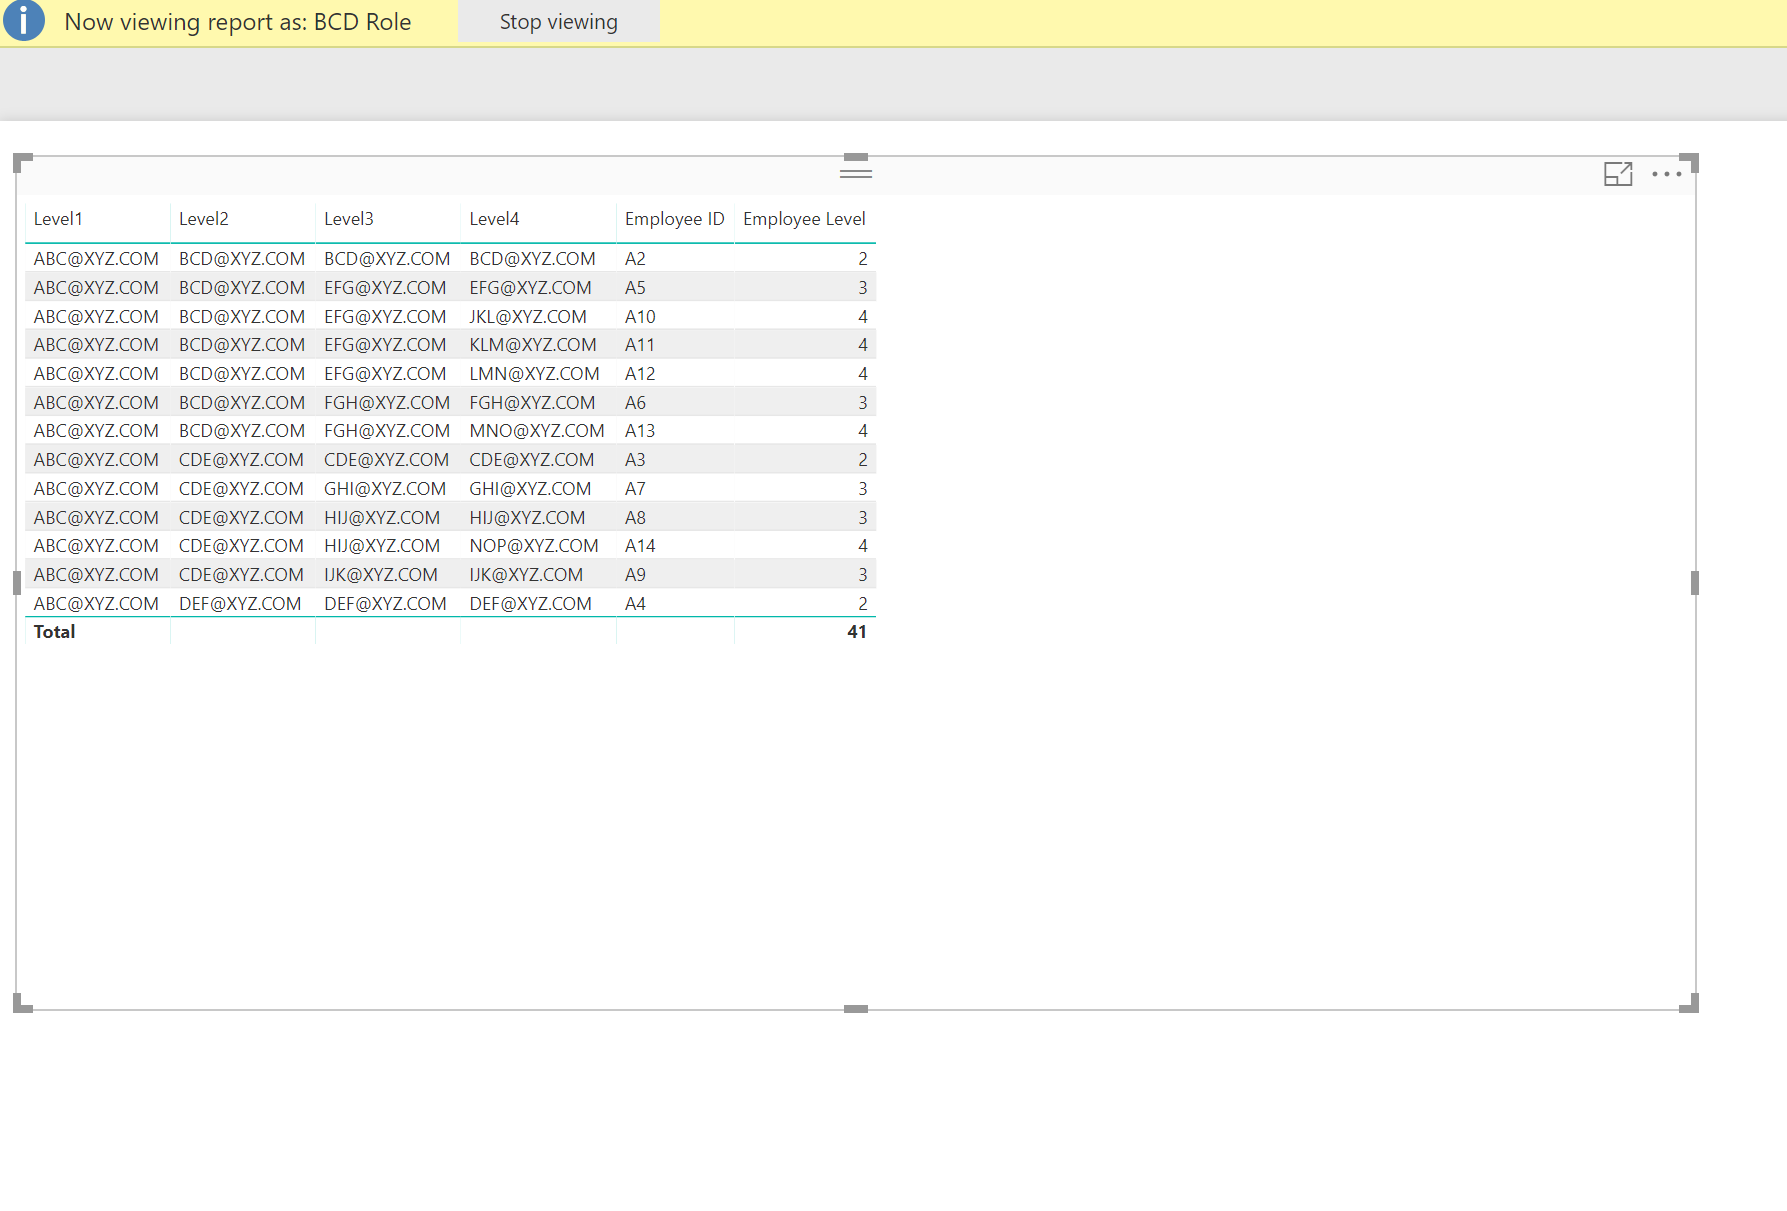 Now viewing report as: BCD Role Stop viewing
Level1 Level2 Level3 Level4 Employee ID Employee Level
ABC@XYZ.COM BCD@XYZ.COM BCD@XYZ.COM BCD@XYZ.COM A2 2
ABC@XYZ.COM BCD@XYZ.COM EFG@XYZ.COM EFG@XYZ.COM A5 3
ABC@XYZ.COM BCD@XYZ.COM EFG@XYZ.COM JKL@XYZ.COM A10 4
ABC@XYZ.COM BCD@XYZ.COM EFG@XYZ.COM KLM@XYZ.COM A11 4
ABC@XYZ.COM BCD@XYZ.COM EFG@XYZ.COM LMN@XYZ.COM A12 4
ABC@XYZ.COM BCD@XYZ.COM FGH@XYZ.COM FGH@XYZ.COM A6 3
ABC@XYZ.COM BCD@XYZ.COM FGH@XYZ.COM MNO@XYZ.COM A13 4
ABC@XYZ.COM CDE@XYZ.COM CDE@XYZ.COM CDE@XYZ.COM A3 2
ABC@XYZ.COM CDE@XYZ.COM GHI@XYZ.COM GHI@XYZ.COM A7 3
ABC@XYZ.COM CDE@XYZ.COM HIJ@XYZ.COM HIJ@XYZ.COM A8 3
ABC@XYZ.COM CDE@XYZ.COM HIJ@XYZ.COM NOP@XYZ.COM A14 4
ABC@XYZ.COM CDE@XYZ.COM IJK@XYZ.COM IJK@XYZ.COM A9 3
ABC@XYZ.COM DEF@XYZ.COM DEF@XYZ.COM DEF@XYZ.COM A4 2
Total 41